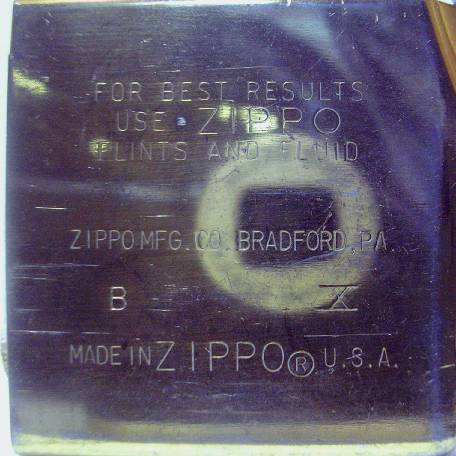 FOR BEST RESULTS
USE ZIPPO
FLINTS AND FLUID
ZIPPO MFG. CO. BRADFORD, PA.
B X
MADE IN ZIPPO® U.S.A.